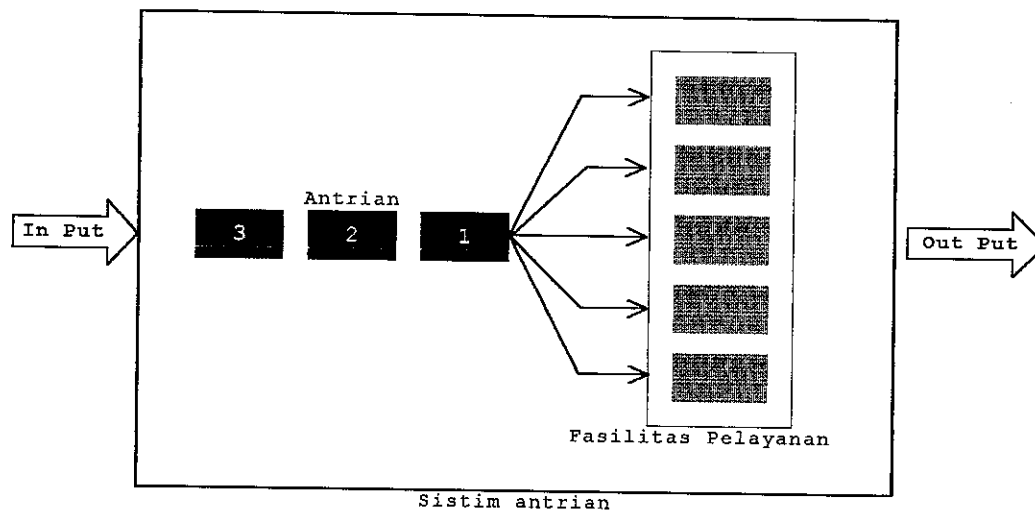 Antrian
In Put
3
2
1
Out Put
Fasilitas Pelayanan
Sistim antrian